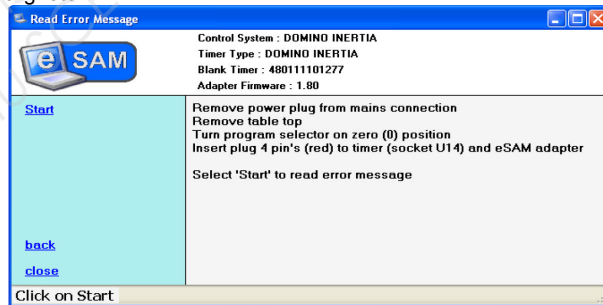 Read Error Message
e SAM
Control System : DOMINO INERTIA
Timer Type : DOMINO INERTIA
Blank Timer : 480111101277
Adapter Firmware : 1.80
Start
Remove power plug from mains connection
Remove table top
Turn program selector on zero (0) position
Insert plug 4 pin's (red) to timer (socket U14) and eSAM adapter
Select 'Start' to read error message
back
close
Click on Start